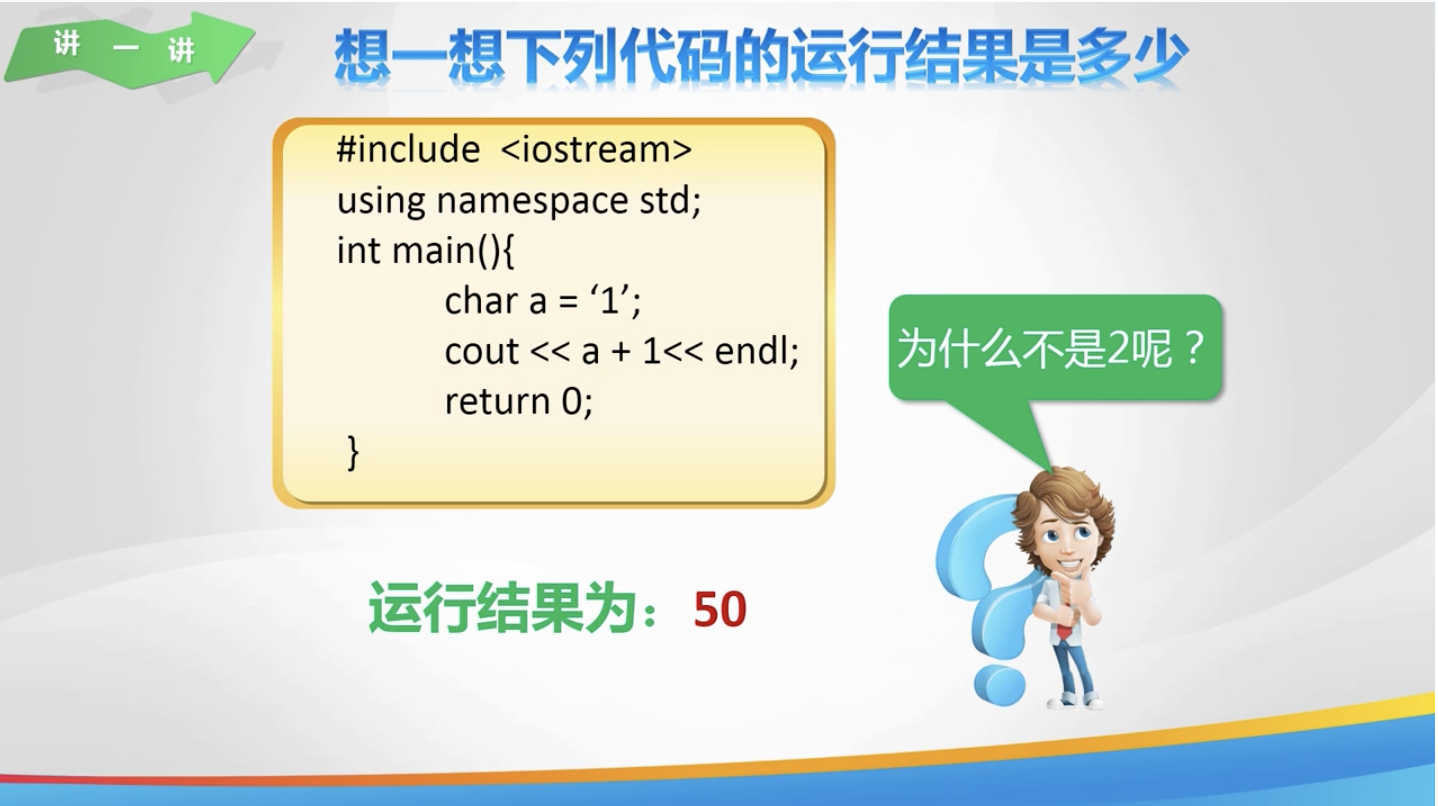 讲一讲
想一想下列代码的运行结果是多少
#include <iostream>
using namespace std;
int main(){
char a = ‘1’;
cout << a + 1<< endl;
return 0;
}
为什么不是2呢？
运行结果为：50